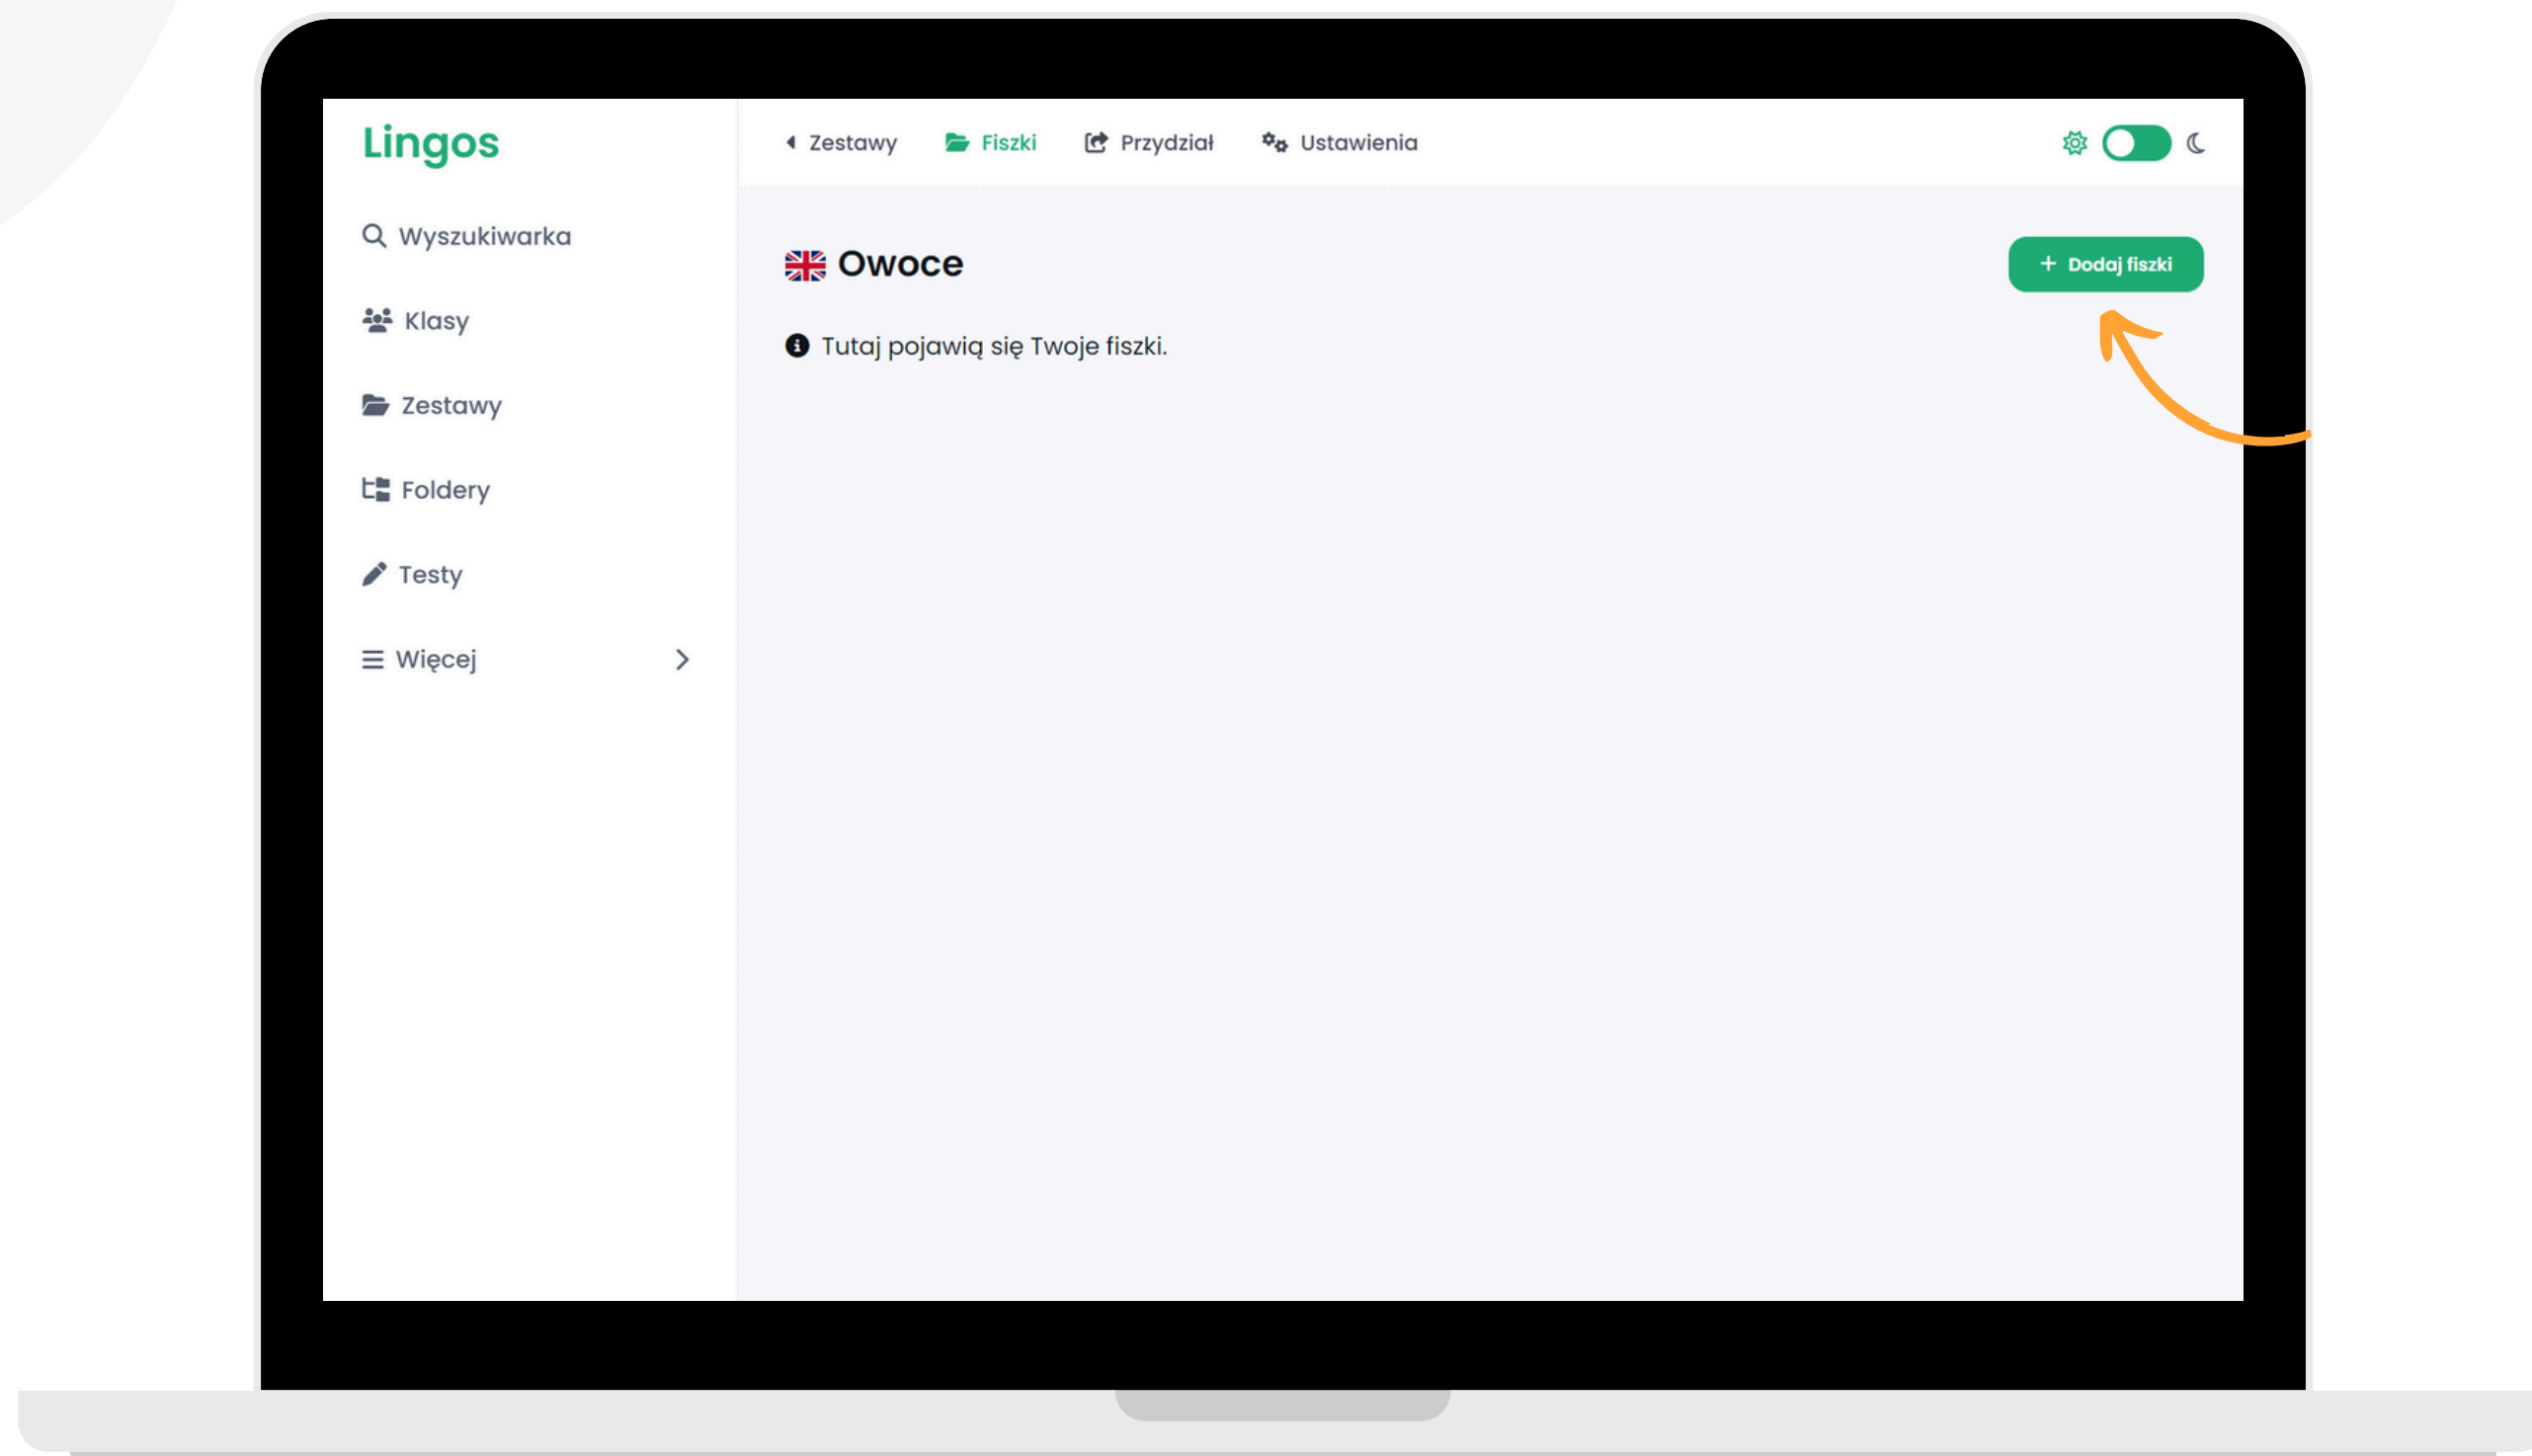 Lingos
Wyszukiwarka
Klasy
Zestawy
Foldery
Testy
Więcej
Zestawy Fiszki Przydział Ustawienia
Owoce
+ Dodaj fiszki
Tutaj pojawią się Twoje fiszki.